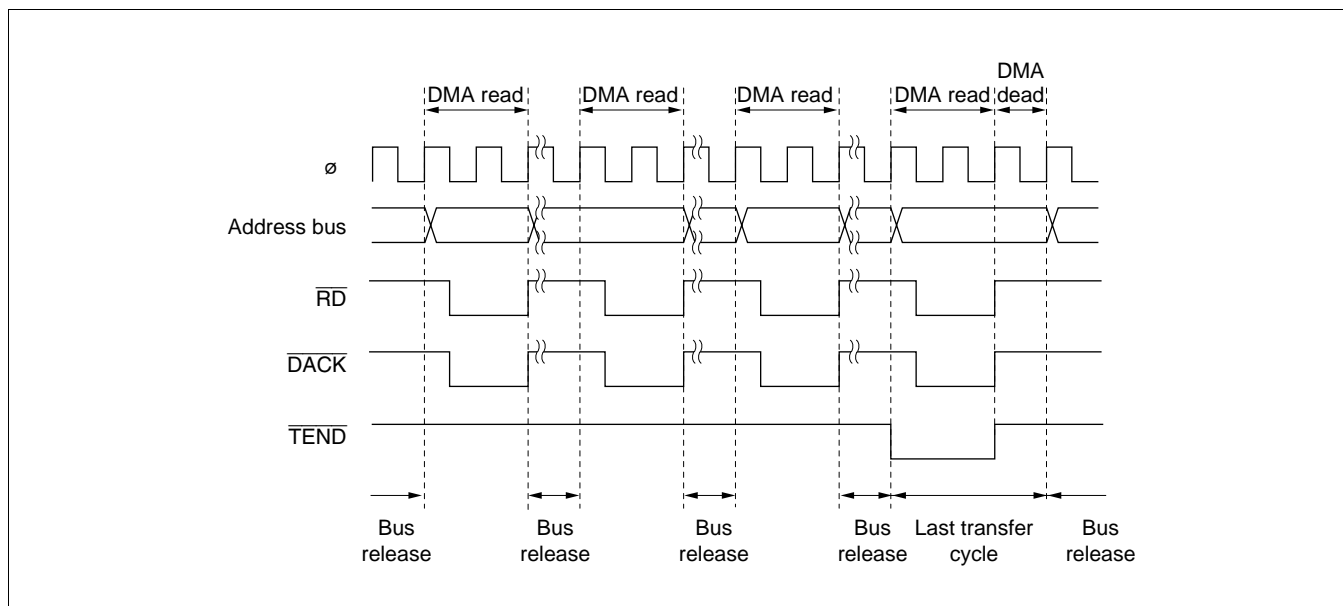 DMA
DMA read DMA read DMA read DMA read dead
ø
Address bus
RD
DACK
TEND
Bus release
Bus release
Bus release
Bus release
Last transfer cycle
Bus release